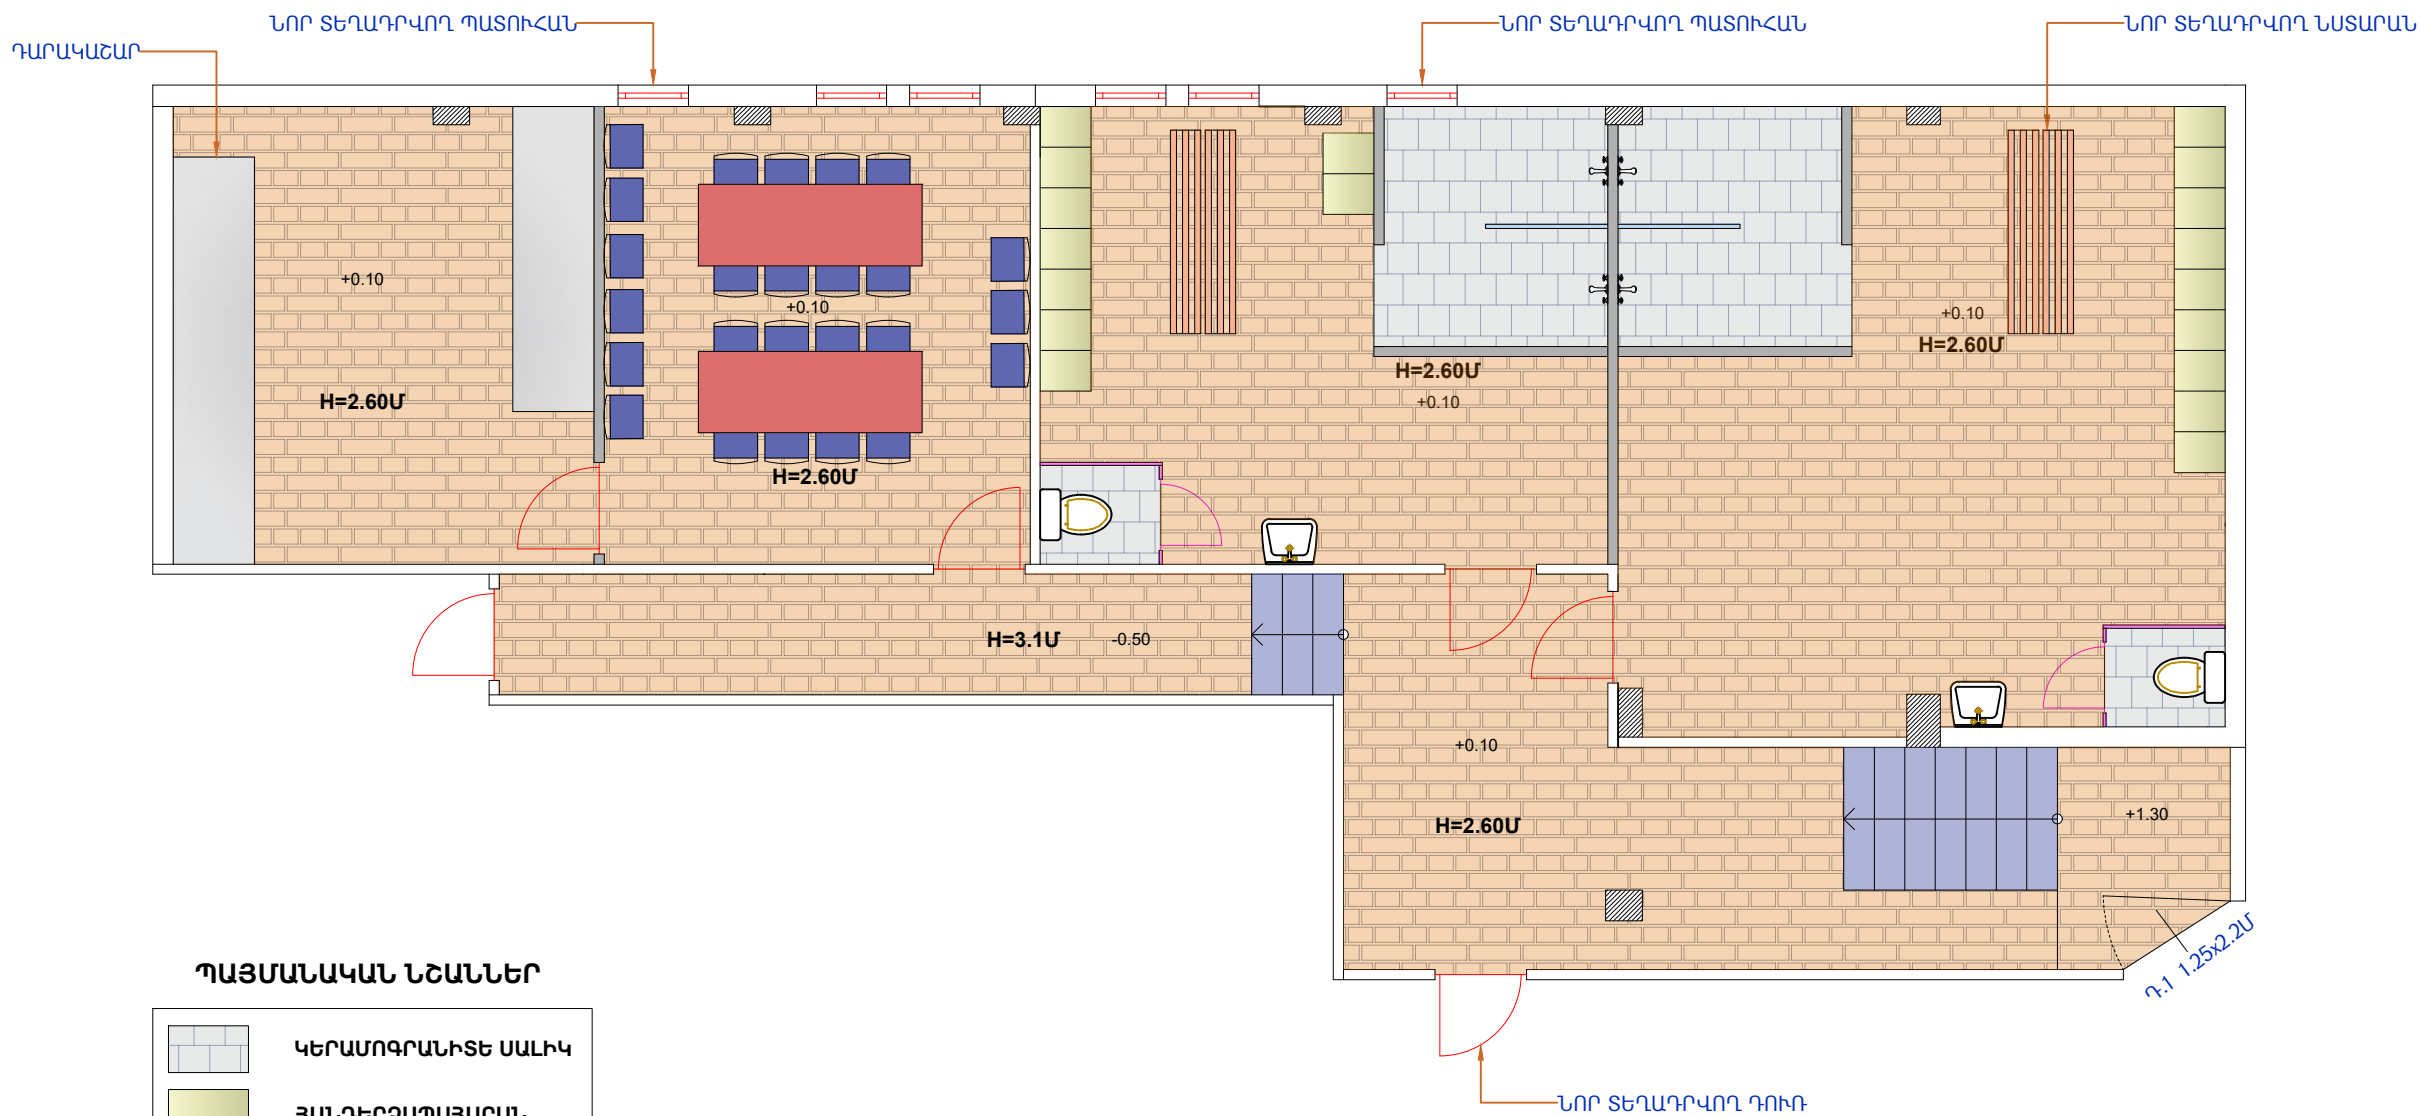 ՆՈՐ ՏԵՂԱԴՐՎՈՂ ՊԱՏՈՒՀԱՆ
ՆՈՐ ՏԵՂԱԴՐՎՈՂ ՊԱՏՈՒՀԱՆ
ՆՈՐ ՏԵՂԱԴՐՎՈՂ ՆՍՏԱՐԱՆ
ԴԱՐԱԿԱՇԱՐ
+0.10
H=2.60Մ
+0.10
H=2.60Մ
H=2.60Մ
+0.10
+0.10
H=2.60Մ
H=3.1Մ
-0.50
+0.10
H=2.60Մ
+1.30
Դ.1 1.25x2.2Մ
ՊԱՅՄԱՆԱԿԱՆ ՆՇԱՆՆԵՐ
ԿԵՐԱՄՈԳՐԱՆԻՏԵ ՍԱԼԻԿ
ՀԱՆԴԵՐՁԱՊԱՀԱՐԱՆ
ՆՈՐ ՏԵՂԱԴՐՎՈՂ ԴՈՒՌ